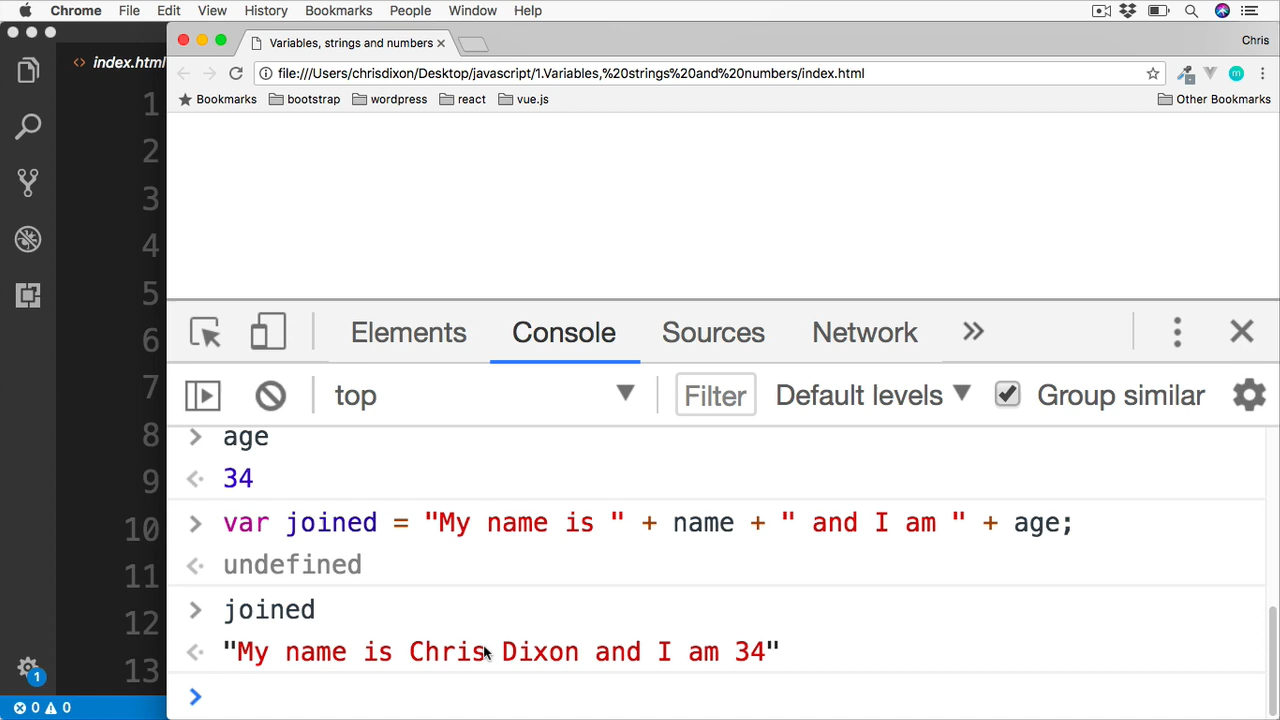 Chrome File Edit View History Bookmarks People Window Help
Variables, strings and numbers
Chris
file:///Users/chrisdixon/Desktop/javascript/1.Variables,%20strings%20and%20numbers/index.html
m
Bookmarks bootstrap wordpress react vue.js Other Bookmarks
index.html
1
2
3
4
5
6
7
8
9
10
11
12
13
Elements Console Sources Network
top Filter Default levels Group similar
> age
34
> var joined = "My name is " + name + " and I am " + age;
undefined
> joined
"My name is Chris Dixon and I am 34"
>
1
0 0